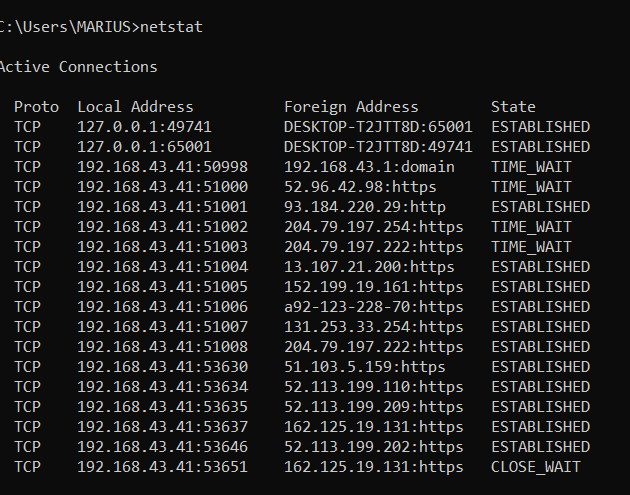 C:\Users\MARIUS>netstat
Active Connections
Proto  Local Address          Foreign Address        State
TCP    127.0.0.1:49741        DESKTOP-T2JTT8D:65001  ESTABLISHED
TCP    127.0.0.1:65001        DESKTOP-T2JTT8D:49741  ESTABLISHED
TCP    192.168.43.41:50998    192.168.43.1:domain    TIME_WAIT
TCP    192.168.43.41:51000    52.96.42.98:https      TIME_WAIT
TCP    192.168.43.41:51001    93.184.220.29:http     ESTABLISHED
TCP    192.168.43.41:51002    204.79.197.254:https   TIME_WAIT
TCP    192.168.43.41:51003    204.79.197.222:https   TIME_WAIT
TCP    192.168.43.41:51004    13.107.21.200:https    ESTABLISHED
TCP    192.168.43.41:51005    152.199.19.161:https   ESTABLISHED
TCP    192.168.43.41:51006    a92-123-228-70:https   ESTABLISHED
TCP    192.168.43.41:51007    131.253.33.254:https   ESTABLISHED
TCP    192.168.43.41:51008    204.79.197.222:https   ESTABLISHED
TCP    192.168.43.41:53630    51.103.5.159:https     ESTABLISHED
TCP    192.168.43.41:53634    52.113.199.110:https   ESTABLISHED
TCP    192.168.43.41:53635    52.113.199.209:https   ESTABLISHED
TCP    192.168.43.41:53637    162.125.19.131:https   ESTABLISHED
TCP    192.168.43.41:53646    52.113.199.202:https   ESTABLISHED
TCP    192.168.43.41:53651    162.125.19.131:https   CLOSE_WAIT